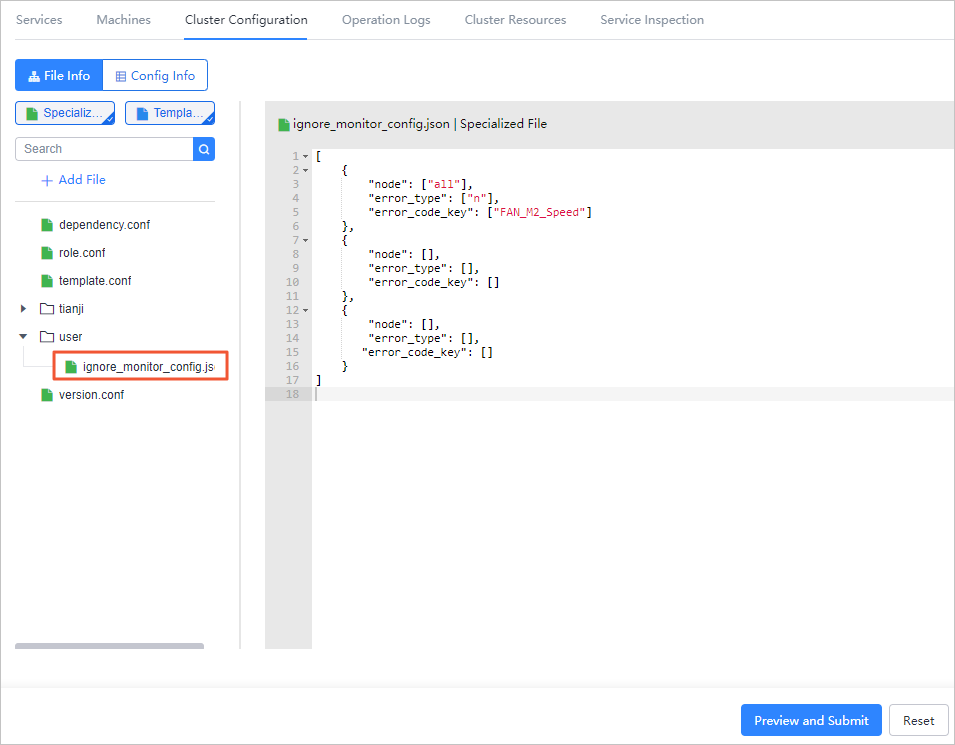 Services Machines Cluster Configuration Operation Logs Cluster Resources Service Inspection
File Info Config Info
Specializ... Templa...
Search
+ Add File
dependency.conf
role.conf
template.conf
tianji
user
ignore_monitor_config.js
version.conf
ignore_monitor_config.json | Specialized File
1 [
2 {
3 "node": ["all"],
4 "error_type": ["n"],
5 "error_code_key": ["FAN_M2_Speed"]
6 },
7 {
8 "node": [],
9 "error_type": [],
10 "error_code_key": []
11 },
12 {
13 "node": [],
14 "error_type": [],
15 "error_code_key": []
16 }
17 ]
18
Preview and Submit Reset